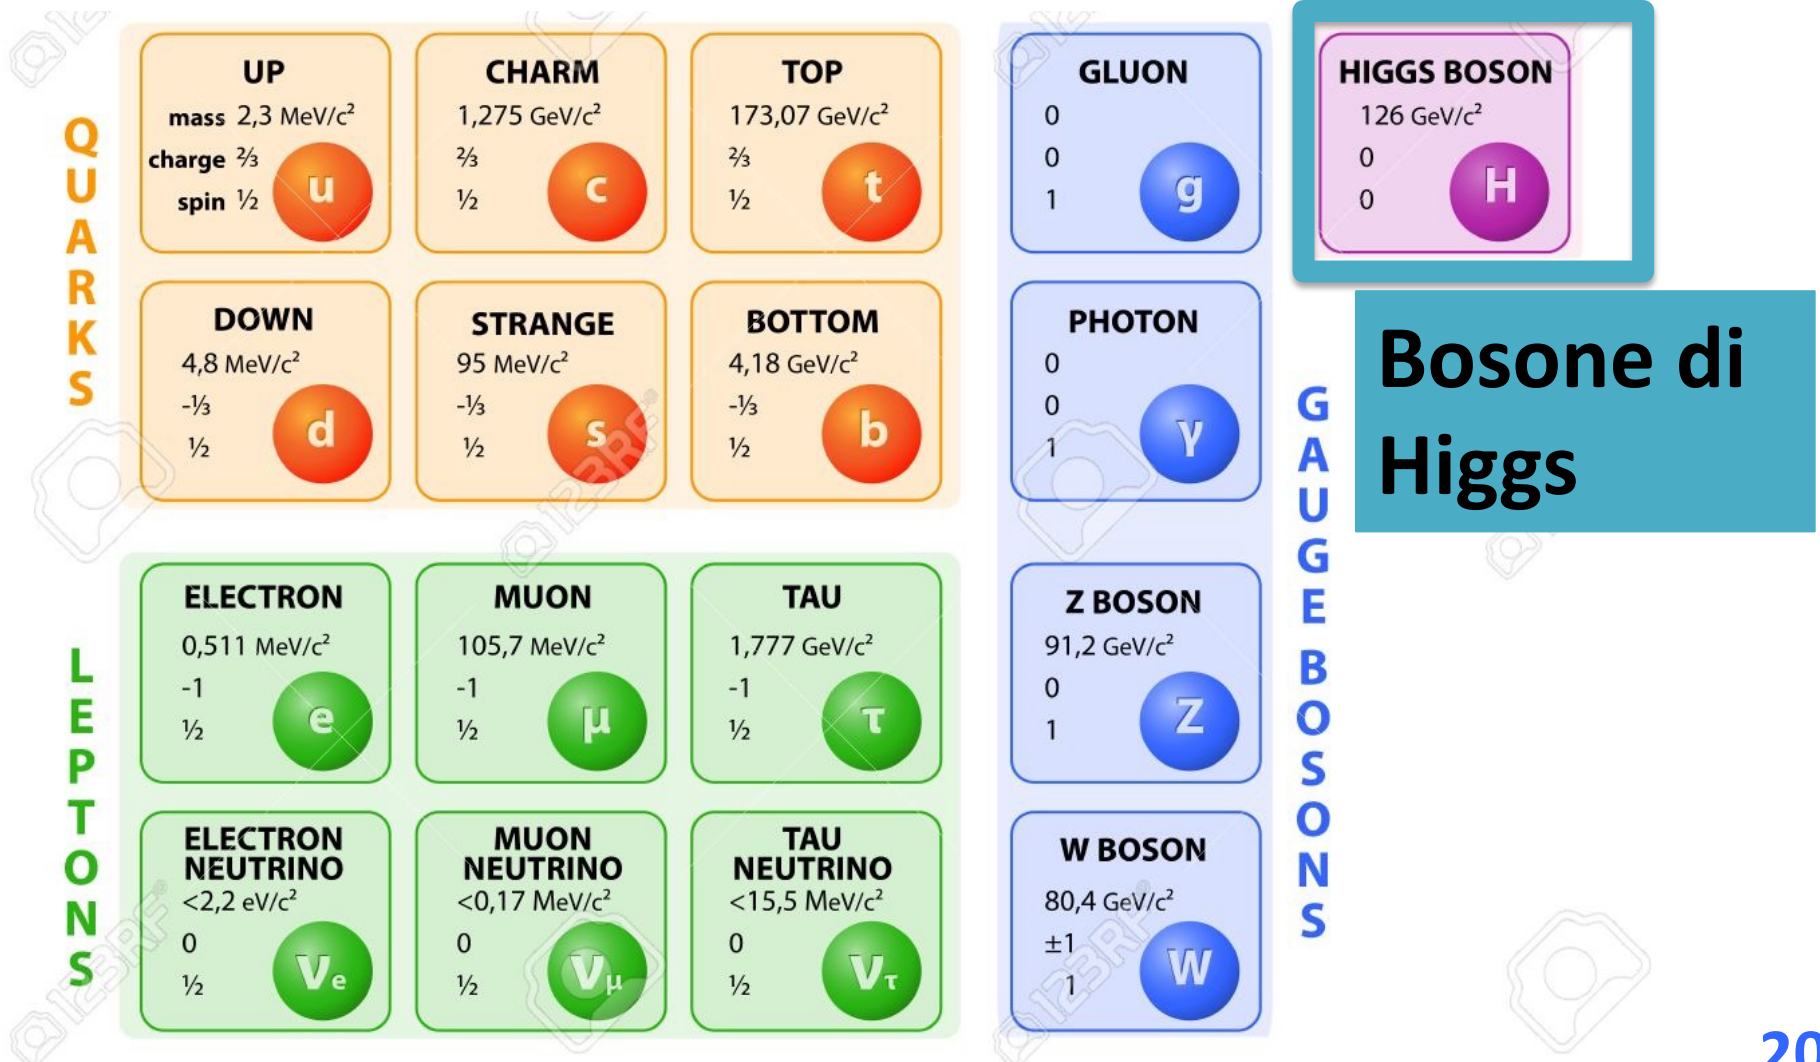 QUARKS
UP
mass 2,3 MeV/c²
charge ⅔
spin ½
u
CHARM
1,275 GeV/c²
⅔
½
c
TOP
173,07 GeV/c²
⅔
½
t
DOWN
4,8 MeV/c²
-⅓
½
d
STRANGE
95 MeV/c²
-⅓
½
s
BOTTOM
4,18 GeV/c²
-⅓
½
b
LEPTONS
ELECTRON
0,511 MeV/c²
-1
½
e
MUON
105,7 MeV/c²
-1
½
μ
TAU
1,777 GeV/c²
-1
½
τ
ELECTRON
NEUTRINO
<2,2 eV/c²
0
½
νe
MUON
NEUTRINO
<0,17 MeV/c²
0
½
νμ
TAU
NEUTRINO
<15,5 MeV/c²
0
½
ντ
GLUON
0
0
1
g
PHOTON
0
0
1
γ
Z BOSON
91,2 GeV/c²
0
1
Z
W BOSON
80,4 GeV/c²
±1
1
W
GAUGE BOSONS
HIGGS BOSON
126 GeV/c²
0
0
H
Bosone di
Higgs
20
123RF
123RF
123RF